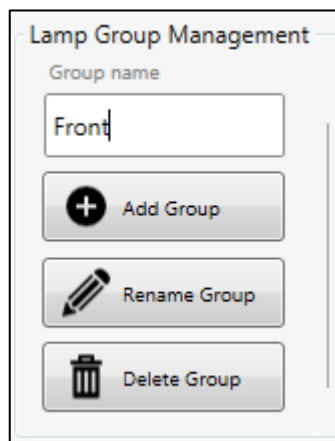 Lamp Group Management
Group name
Front
Add Group
Rename Group
Delete Group